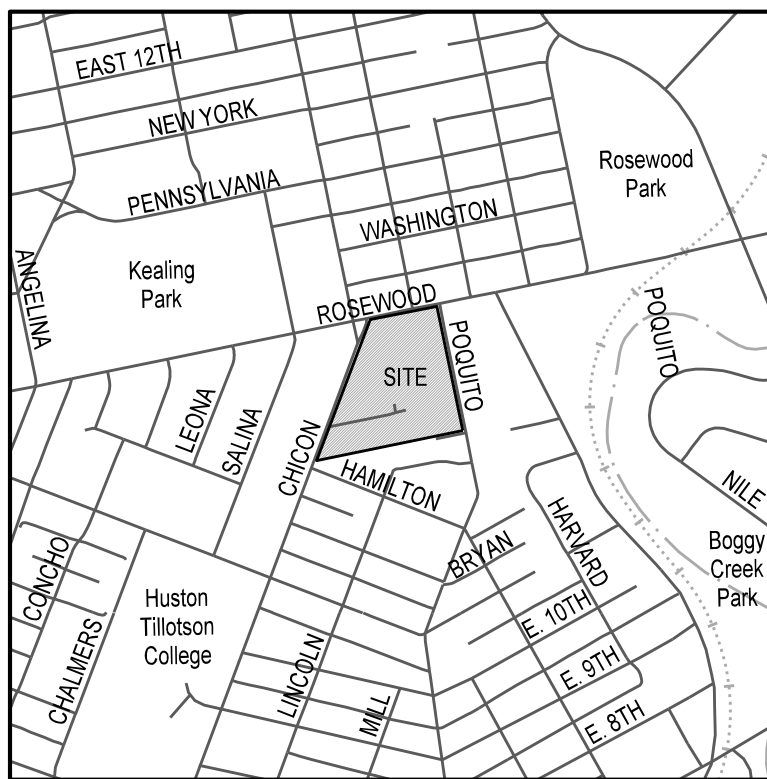 EAST 12TH
NEW YORK
PENNSYLVANIA
WASHINGTON
Rosewood
Park
Kealing
Park
ANGELINA
ROSEWOOD
POQUITO
POQUITO
SITE
LEONA
SALINA
CHICON
HAMILTON
NILE
HARVARD
BRYAN
Boggy
Creek
Park
CONCHO
Huston
Tillotson
College
E. 10TH
CHALMERS
LINCOLN
MILL
E. 9TH
E. 8TH